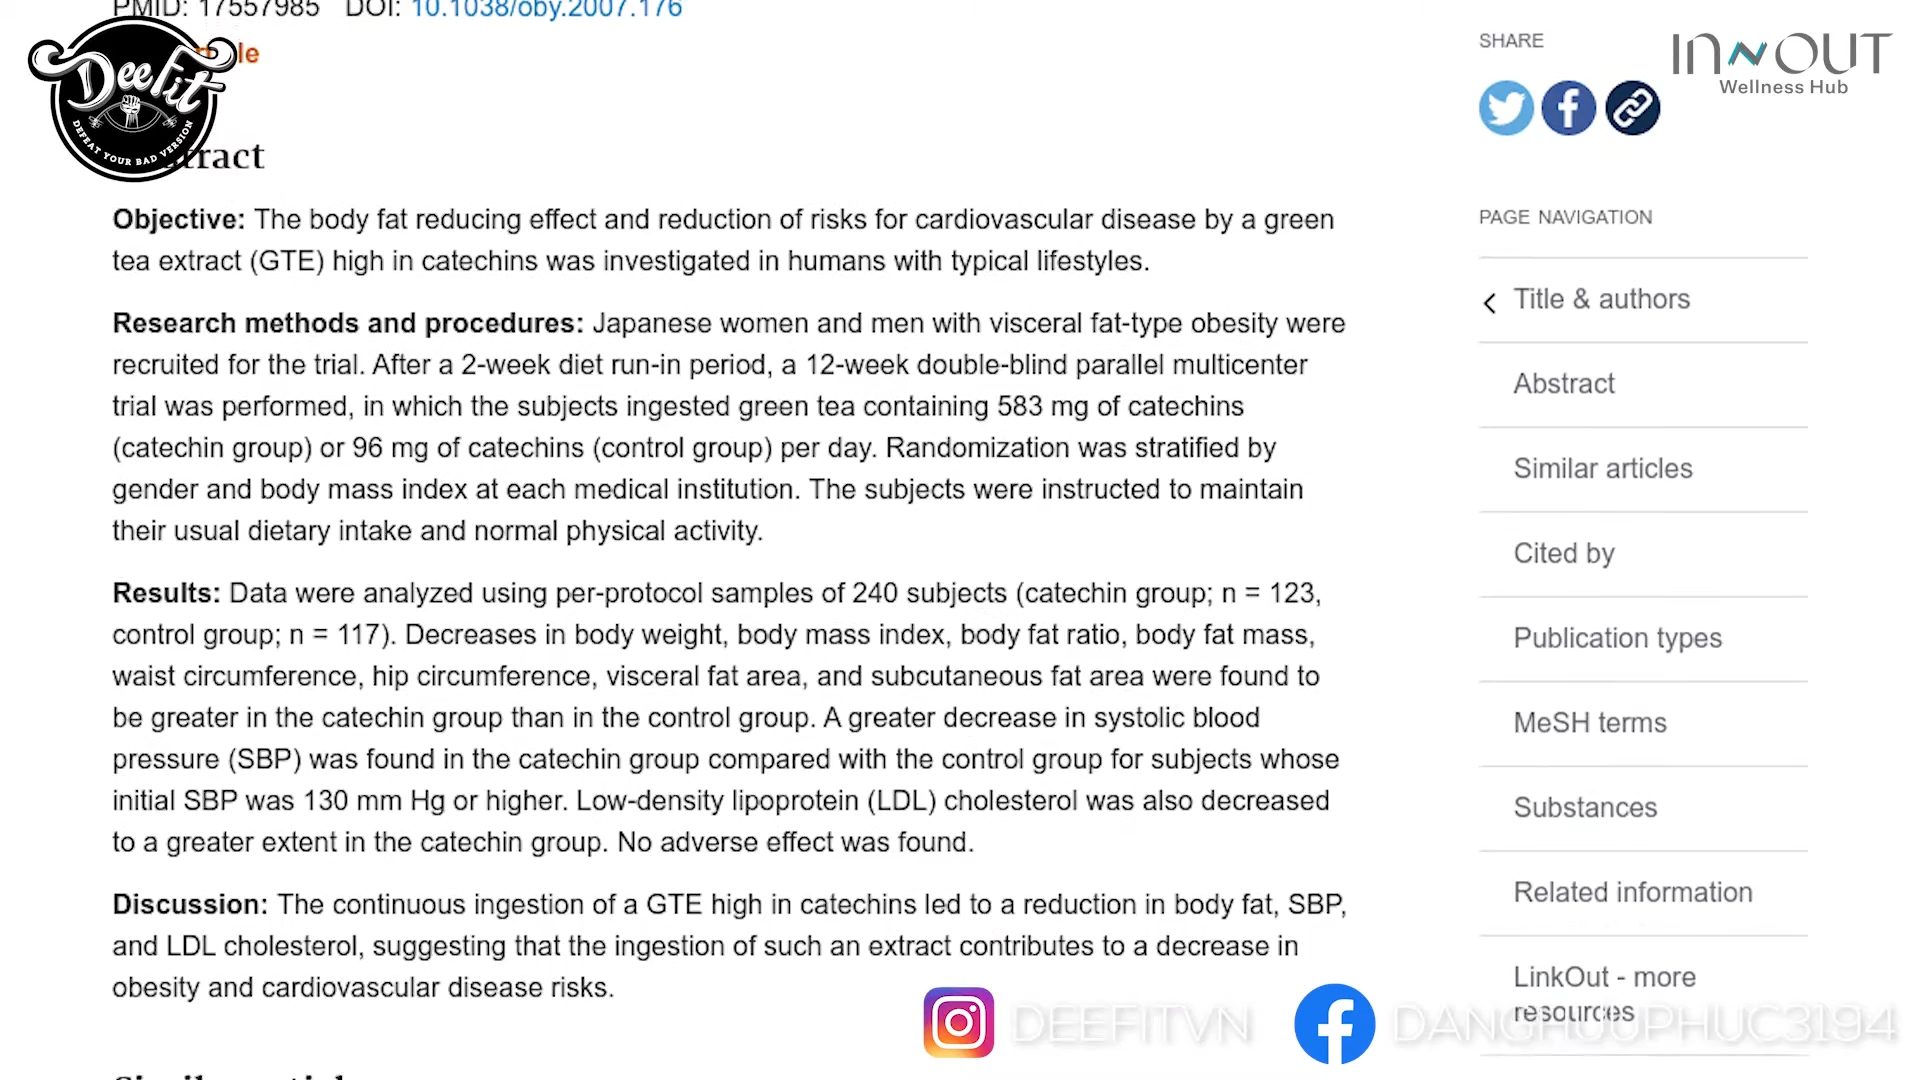 PMID: 17557985 DOI: 10.1038/oby.2007.176
SHARE
INNOUT
Wellness Hub
DeeFit
DEFEAT YOUR BAD VERSION
Objective: The body fat reducing effect and reduction of risks for cardiovascular disease by a green
tea extract (GTE) high in catechins was investigated in humans with typical lifestyles.
Research methods and procedures: Japanese women and men with visceral fat-type obesity were
recruited for the trial. After a 2-week diet run-in period, a 12-week double-blind parallel multicenter
trial was performed, in which the subjects ingested green tea containing 583 mg of catechins
(catechin group) or 96 mg of catechins (control group) per day. Randomization was stratified by
gender and body mass index at each medical institution. The subjects were instructed to maintain
their usual dietary intake and normal physical activity.
Results: Data were analyzed using per-protocol samples of 240 subjects (catechin group; n = 123,
control group; n = 117). Decreases in body weight, body mass index, body fat ratio, body fat mass,
waist circumference, hip circumference, visceral fat area, and subcutaneous fat area were found to
be greater in the catechin group than in the control group. A greater decrease in systolic blood
pressure (SBP) was found in the catechin group compared with the control group for subjects whose
initial SBP was 130 mm Hg or higher. Low-density lipoprotein (LDL) cholesterol was also decreased
to a greater extent in the catechin group. No adverse effect was found.
Discussion: The continuous ingestion of a GTE high in catechins led to a reduction in body fat, SBP,
and LDL cholesterol, suggesting that the ingestion of such an extract contributes to a decrease in
obesity and cardiovascular disease risks.
PAGE NAVIGATION
Title & authors
Abstract
Similar articles
Cited by
Publication types
MeSH terms
Substances
Related information
LinkOut - more
resources
DEEFITVN
DANGHUUPHUC3194